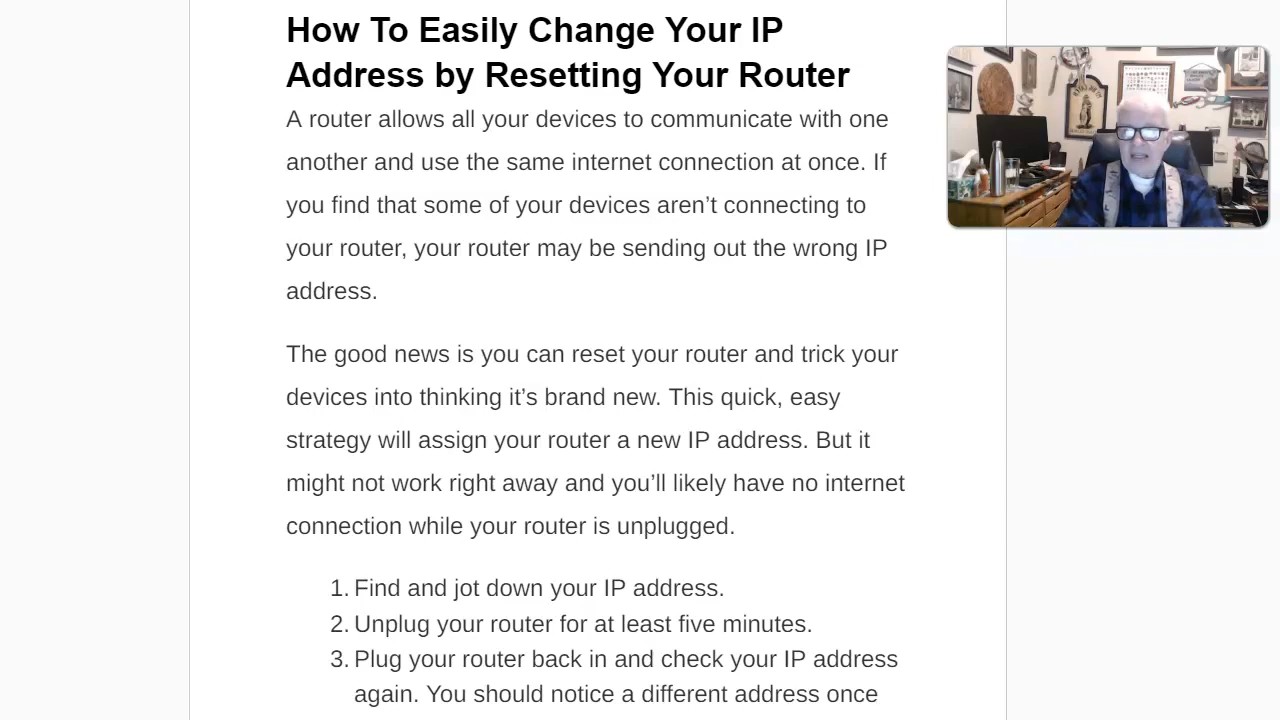 How To Easily Change Your IP
Address by Resetting Your Router
A router allows all your devices to communicate with one
another and use the same internet connection at once. If
you find that some of your devices aren’t connecting to
your router, your router may be sending out the wrong IP
address.
The good news is you can reset your router and trick your
devices into thinking it’s brand new. This quick, easy
strategy will assign your router a new IP address. But it
might not work right away and you’ll likely have no internet
connection while your router is unplugged.
1. Find and jot down your IP address.
2. Unplug your router for at least five minutes.
3. Plug your router back in and check your IP address
again. You should notice a different address once